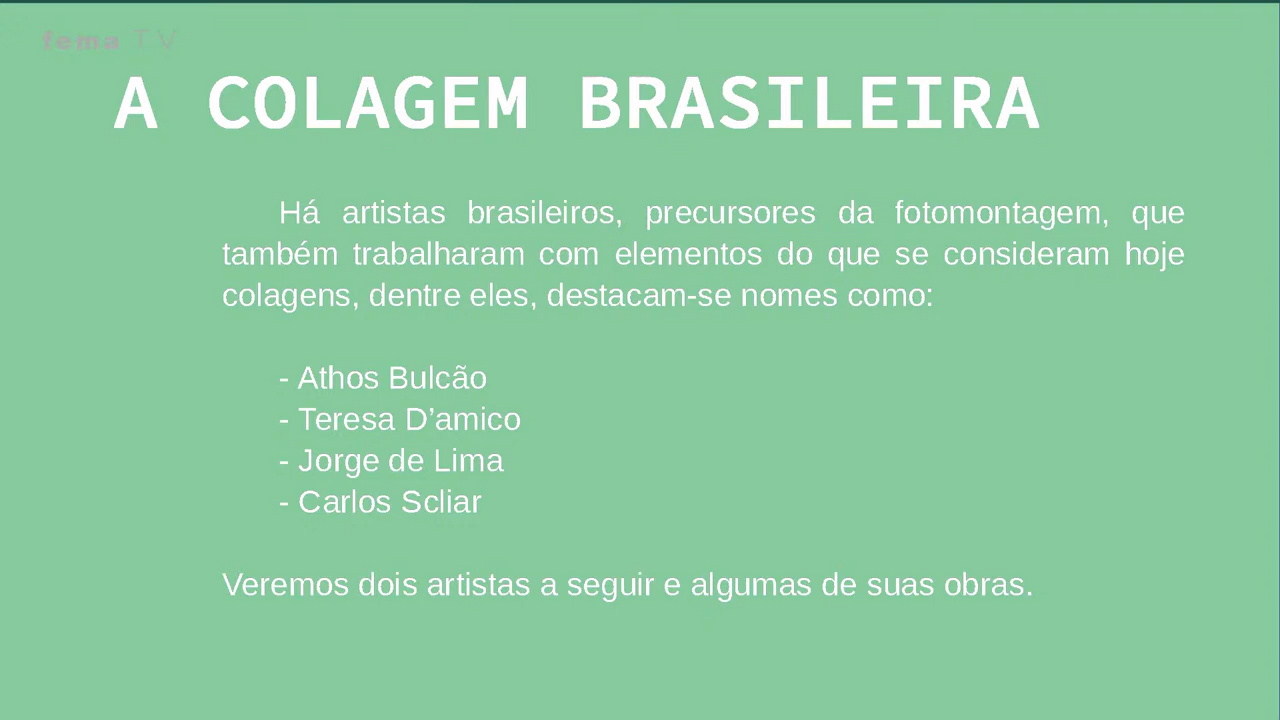 fema TV
A COLAGEM BRASILEIRA
Há artistas brasileiros, precursores da fotomontagem, que
também trabalharam com elementos do que se consideram hoje
colagens, dentre eles, destacam-se nomes como:
- Athos Bulcão
- Teresa D’amico
- Jorge de Lima
- Carlos Scliar
Veremos dois artistas a seguir e algumas de suas obras.